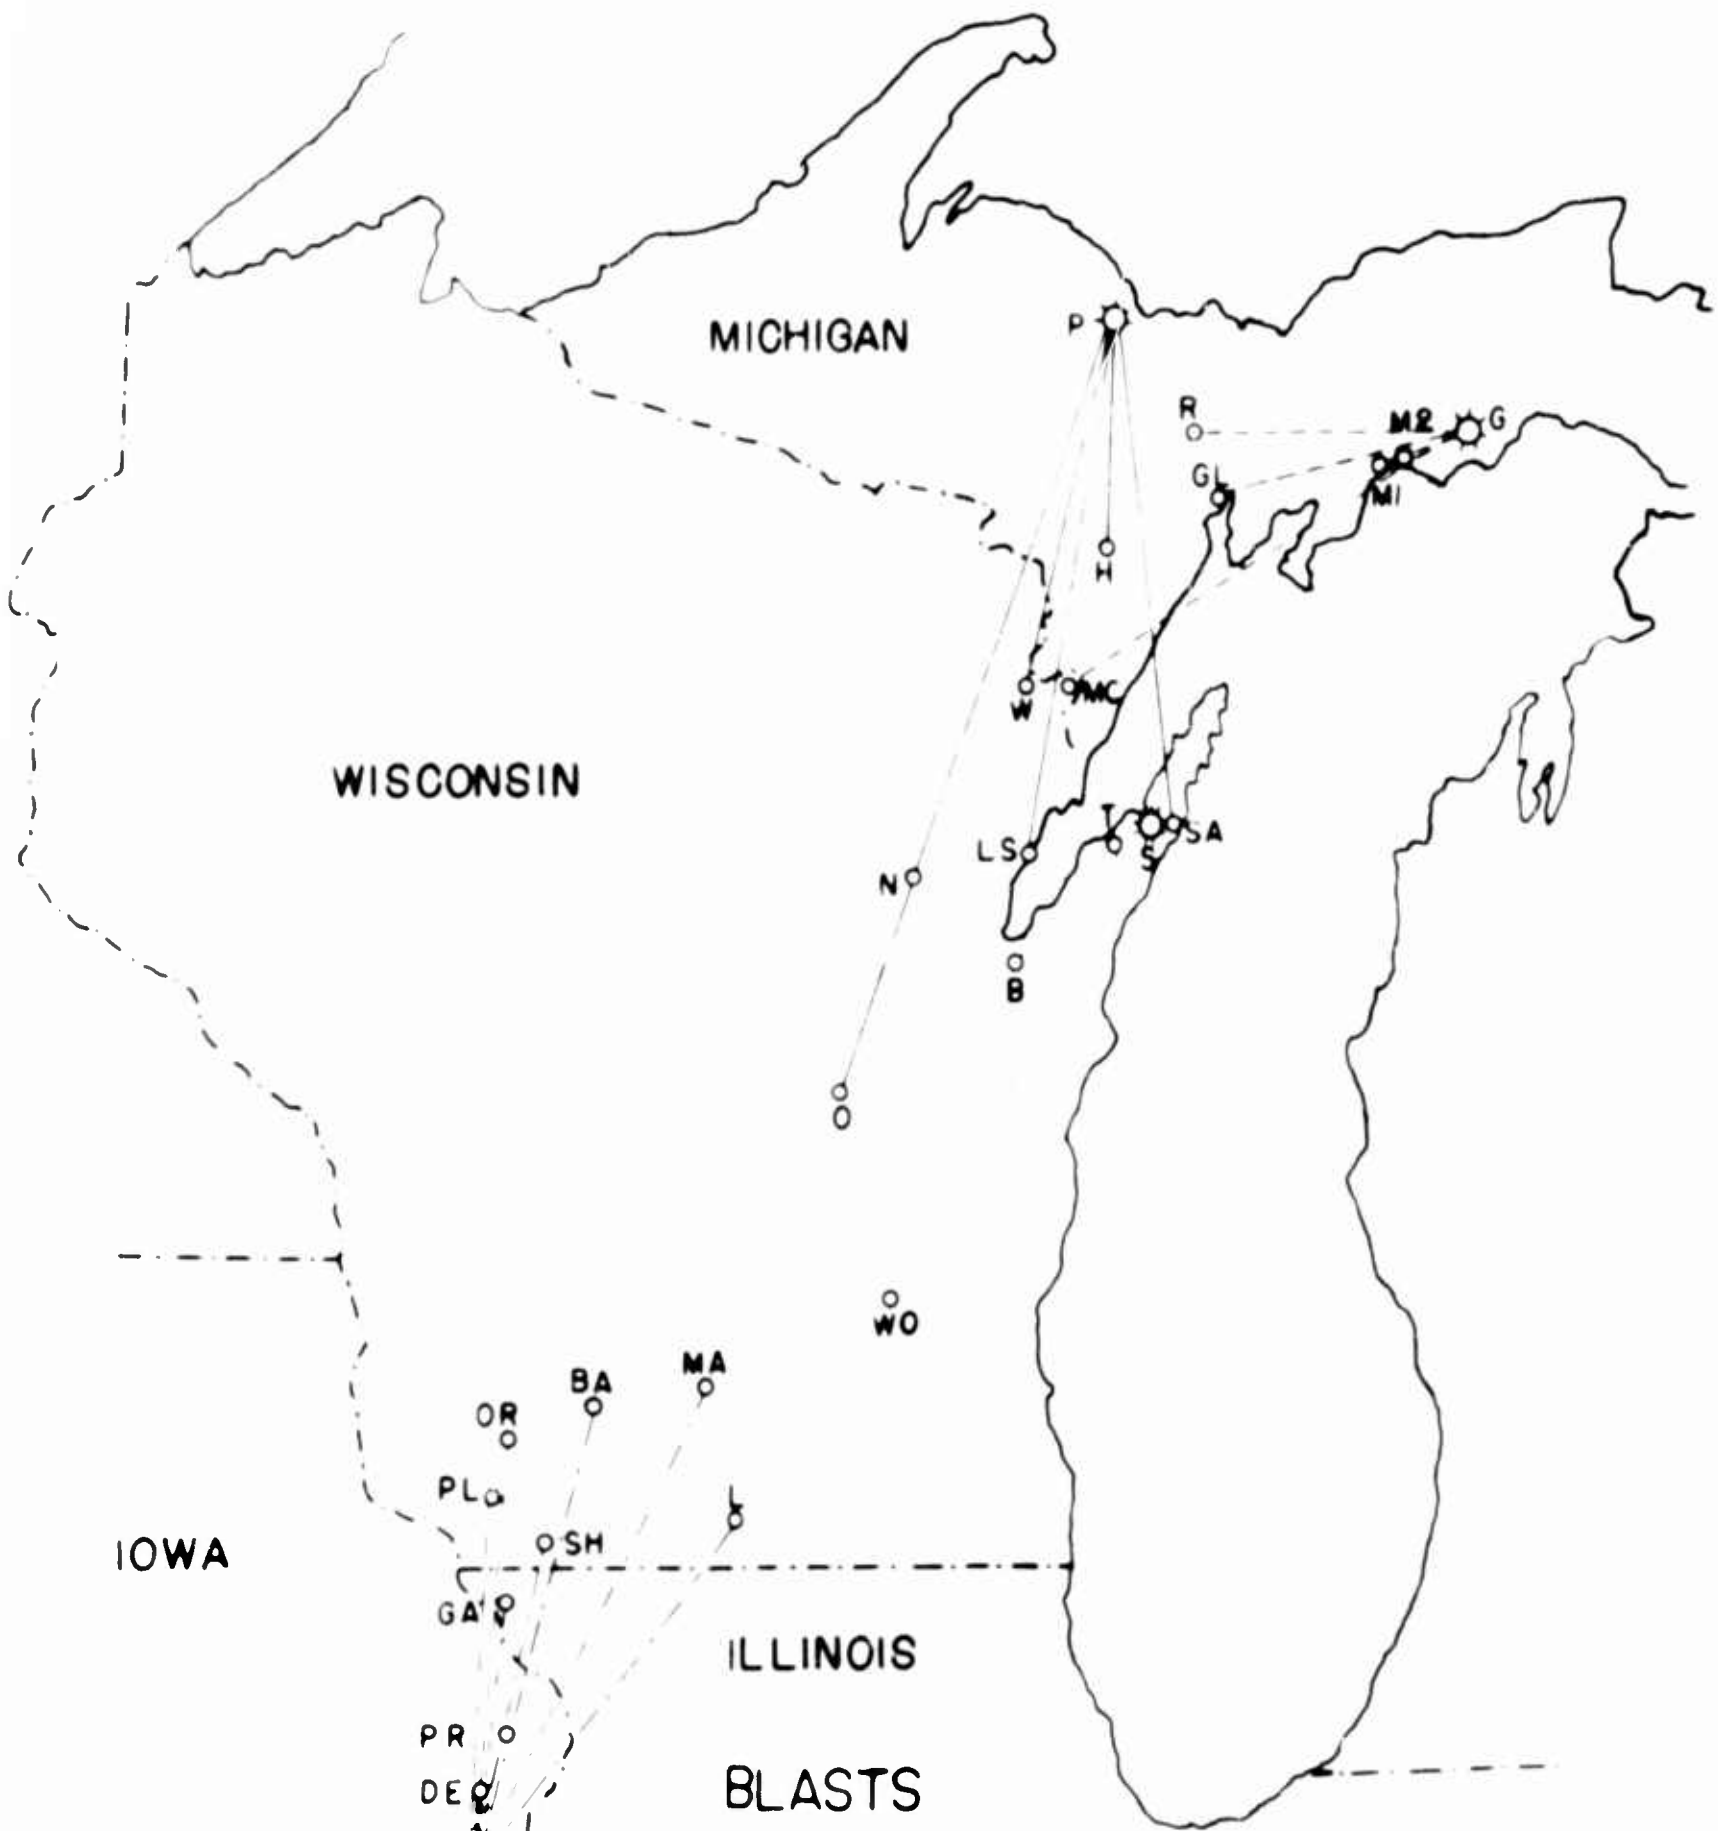 MICHIGAN
P
R
M2
G
GL
M1
H
W
MC
WISCONSIN
T
LS
S
SA
N
B
O
WO
MA
BA
OR
PL
L
SH
IOWA
GA
ILLINOIS
PR
DE
BLASTS